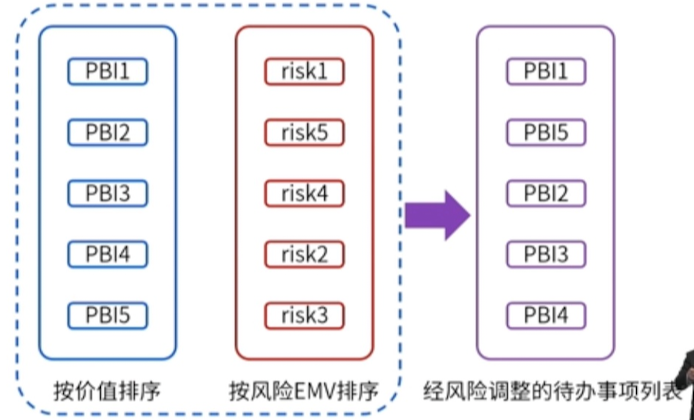 PBI1
PBI2
PBI3
PBI4
PBI5
按价值排序
risk1
risk5
risk4
risk2
risk3
按风险EMV排序
PBI1
PBI5
PBI2
PBI3
PBI4
经风险调整的待办事项列表